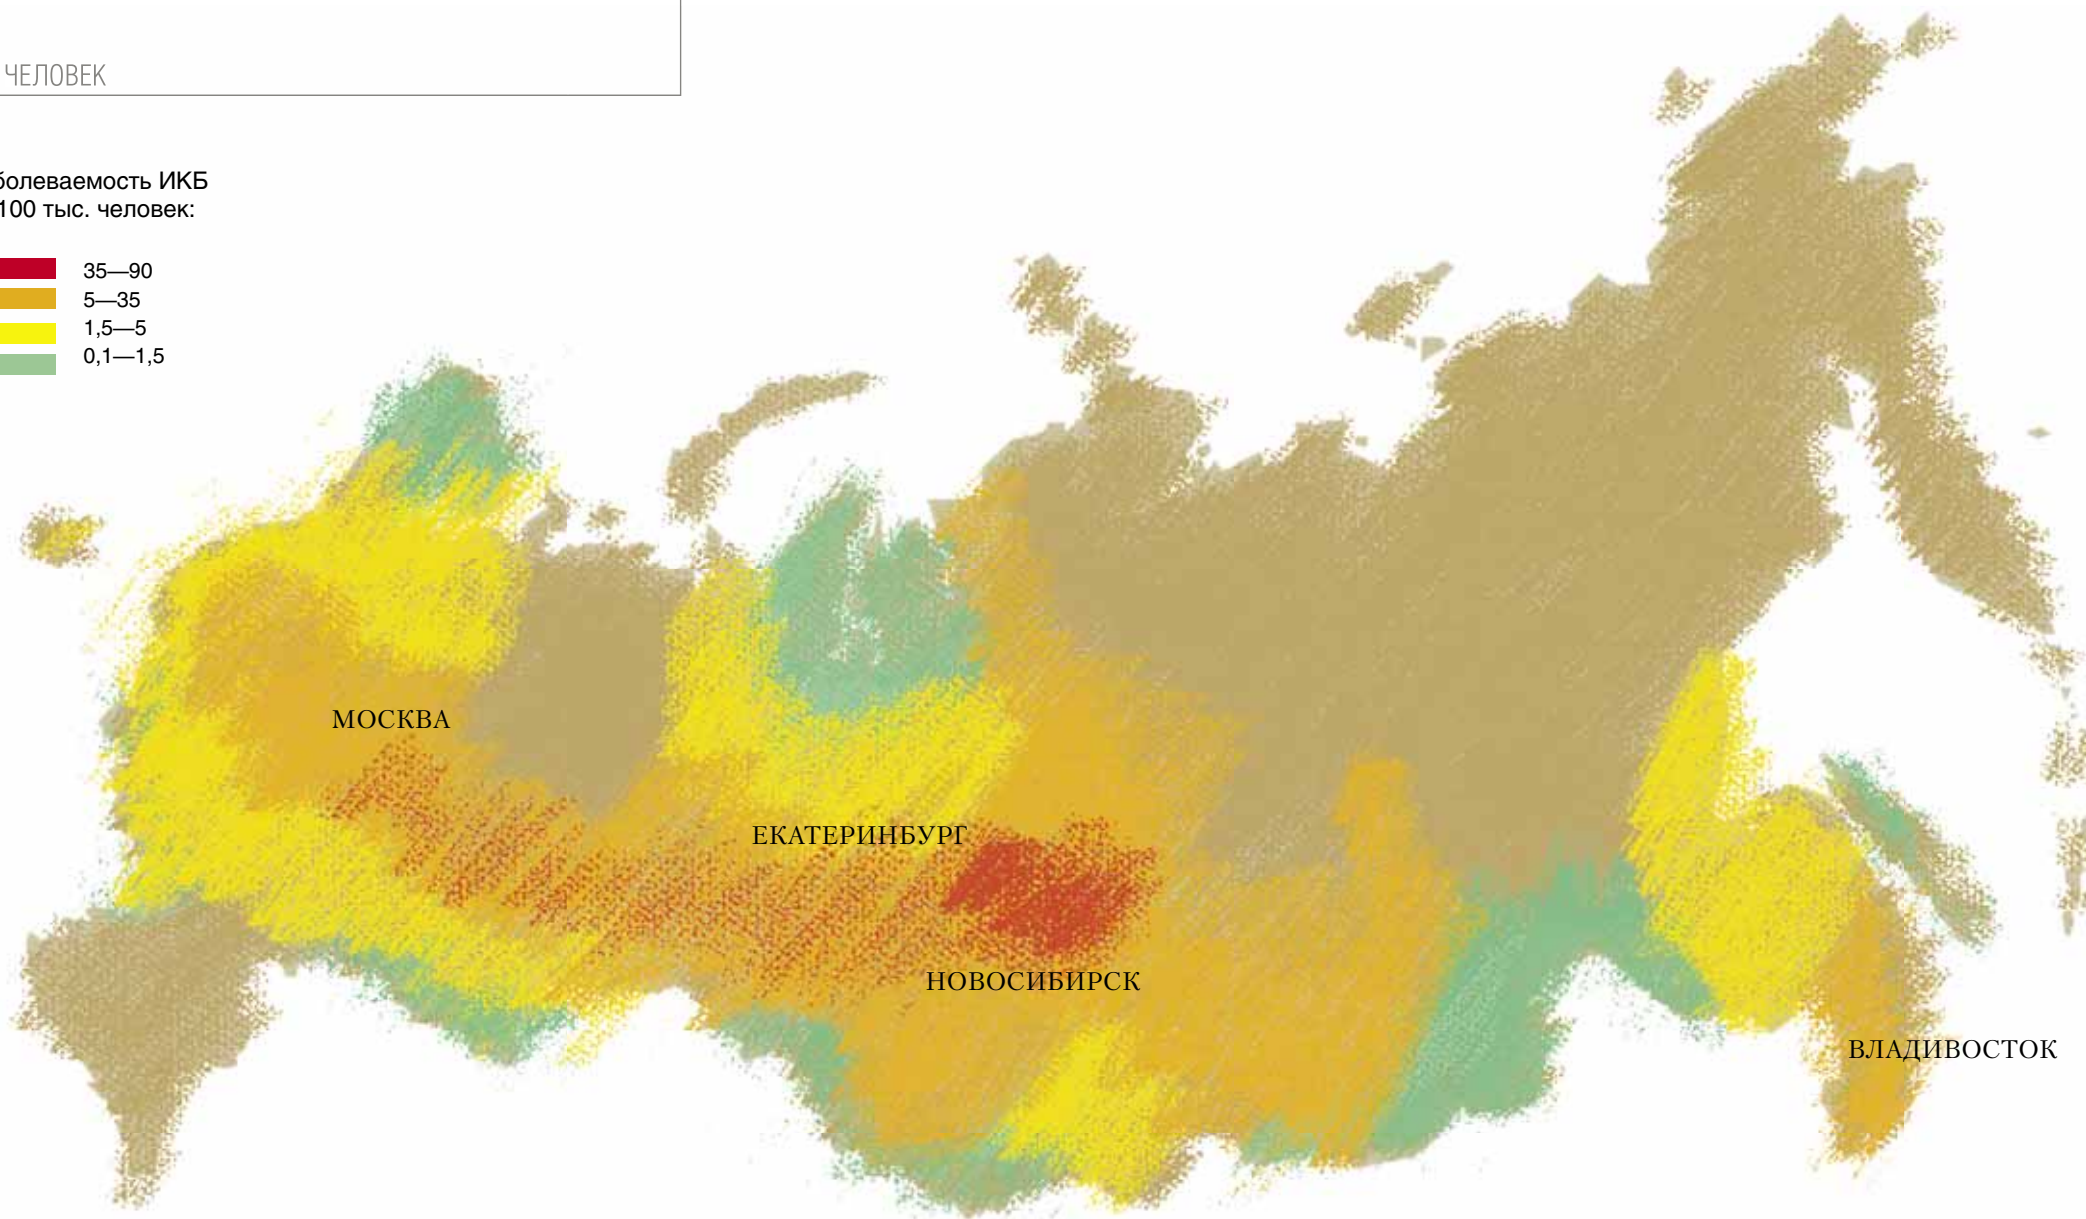 ЧЕЛОВЕК
болеваемость ИКБ
100 тыс. человек:
35—90
5—35
1,5—5
0,1—1,5
МОСКВА
ЕКАТЕРИНБУРГ
НОВОСИБИРСК
ВЛАДИВОСТОК